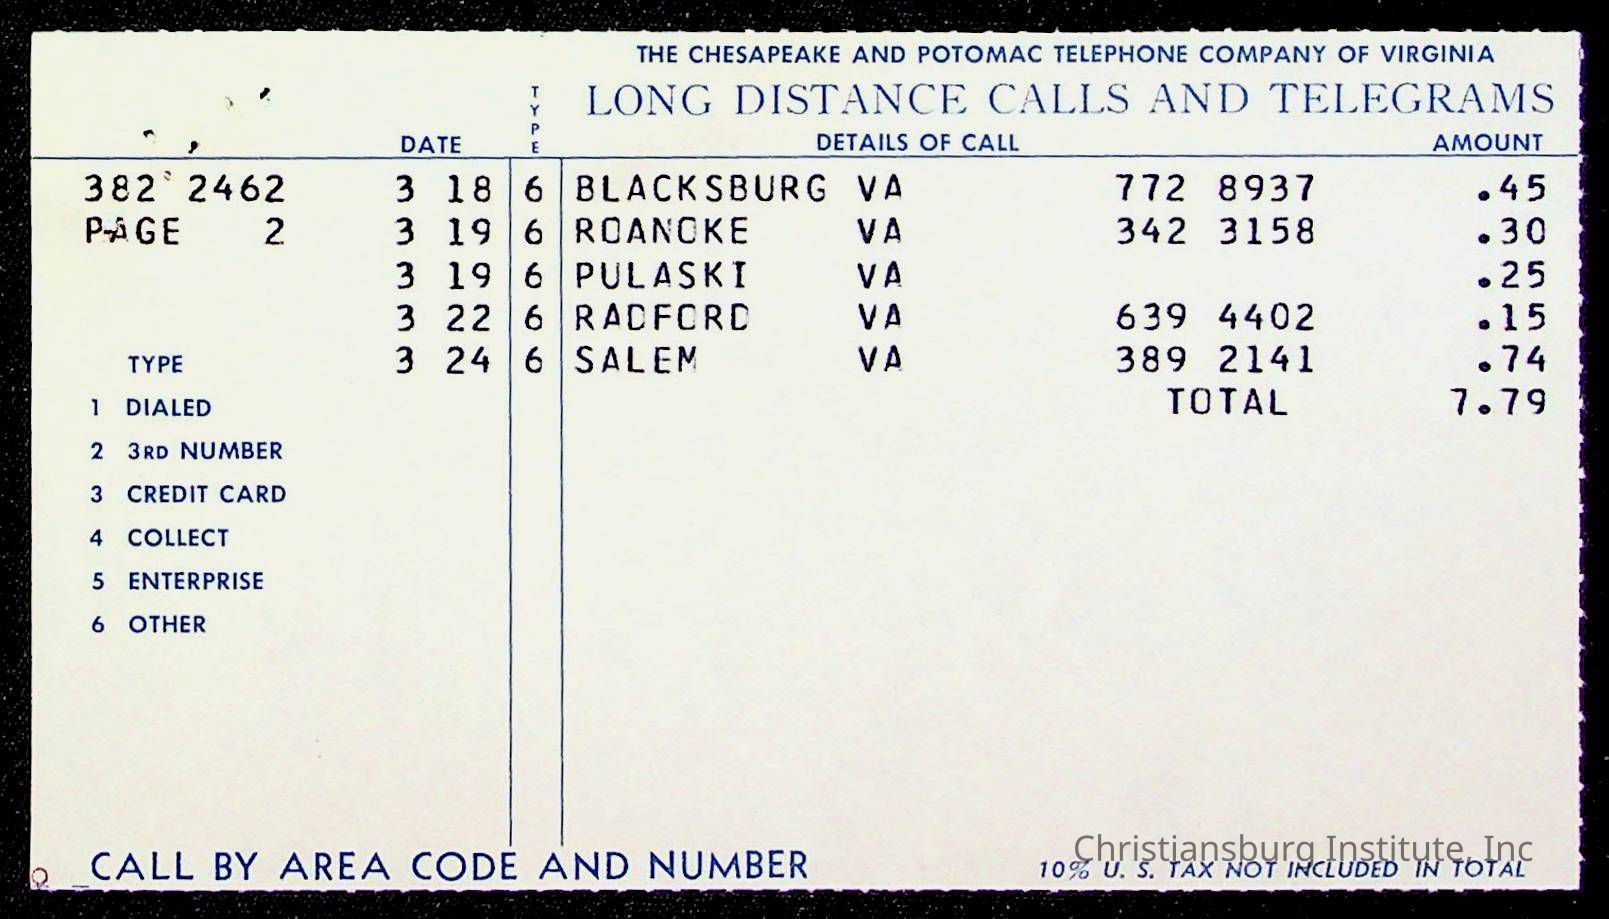 THE CHESAPEAKE AND POTOMAC TELEPHONE COMPANY OF VIRGINIA
LONG DISTANCE CALLS AND TELEGRAMS
DATE TYPE DETAILS OF CALL AMOUNT
382 2462 3 18 6 BLACKSBURG VA 772 8937 .45
PAGE 2 3 19 6 ROANOKE VA 342 3158 .30
3 19 6 PULASKI VA .25
3 22 6 RADFORD VA 639 4402 .15
TYPE 3 24 6 SALEM VA 389 2141 .74
TOTAL 7.79
1 DIALED
2 3RD NUMBER
3 CREDIT CARD
4 COLLECT
5 ENTERPRISE
6 OTHER
CALL BY AREA CODE AND NUMBER
Christiansburg Institute, Inc
10% U. S. TAX NOT INCLUDED IN TOTAL